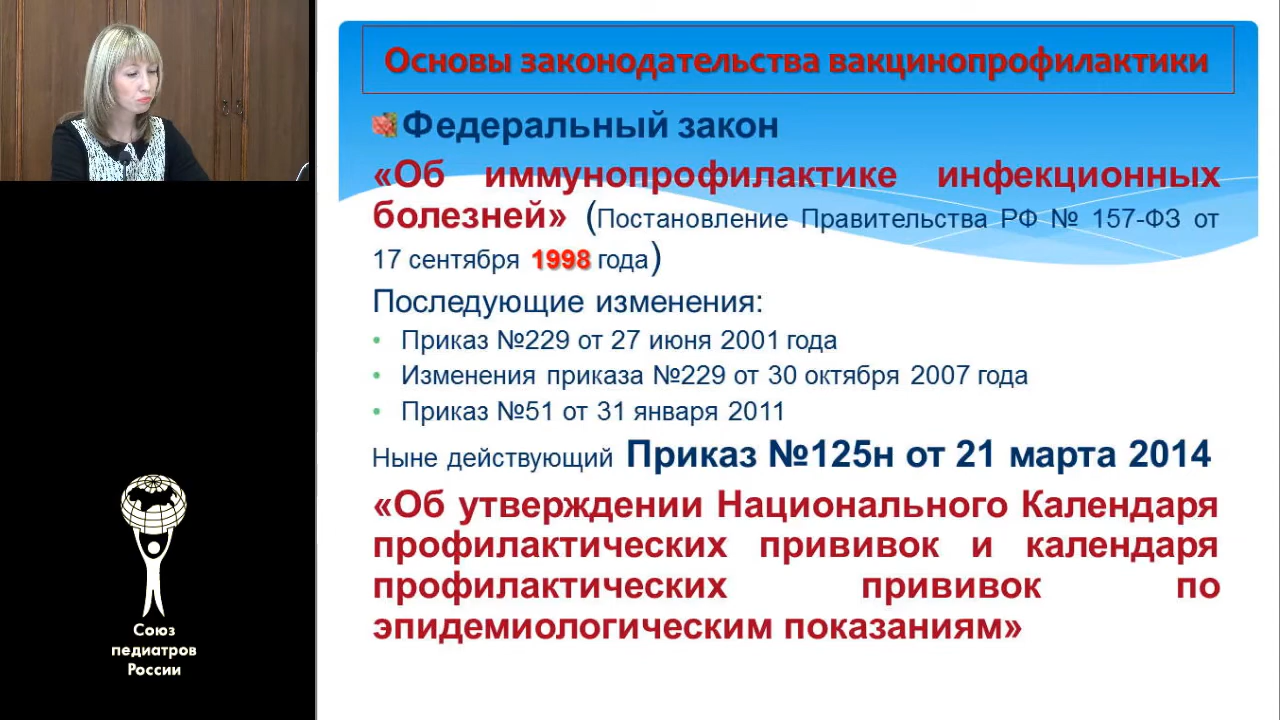 Основы законодательства вакцинопрофилактики
Федеральный закон
«Об иммунопрофилактике инфекционных
болезней» (Постановление Правительства РФ № 157-ФЗ от
17 сентября 1998 года)
Последующие изменения:
• Приказ №229 от 27 июня 2001 года
• Изменения приказа №229 от 30 октября 2007 года
• Приказ №51 от 31 января 2011
Ныне действующий Приказ №125н от 21 марта 2014
«Об утверждении Национального Календаря
профилактических прививок и календаря
профилактических прививок по
эпидемиологическим показаниям»
Союз
педиатров
России